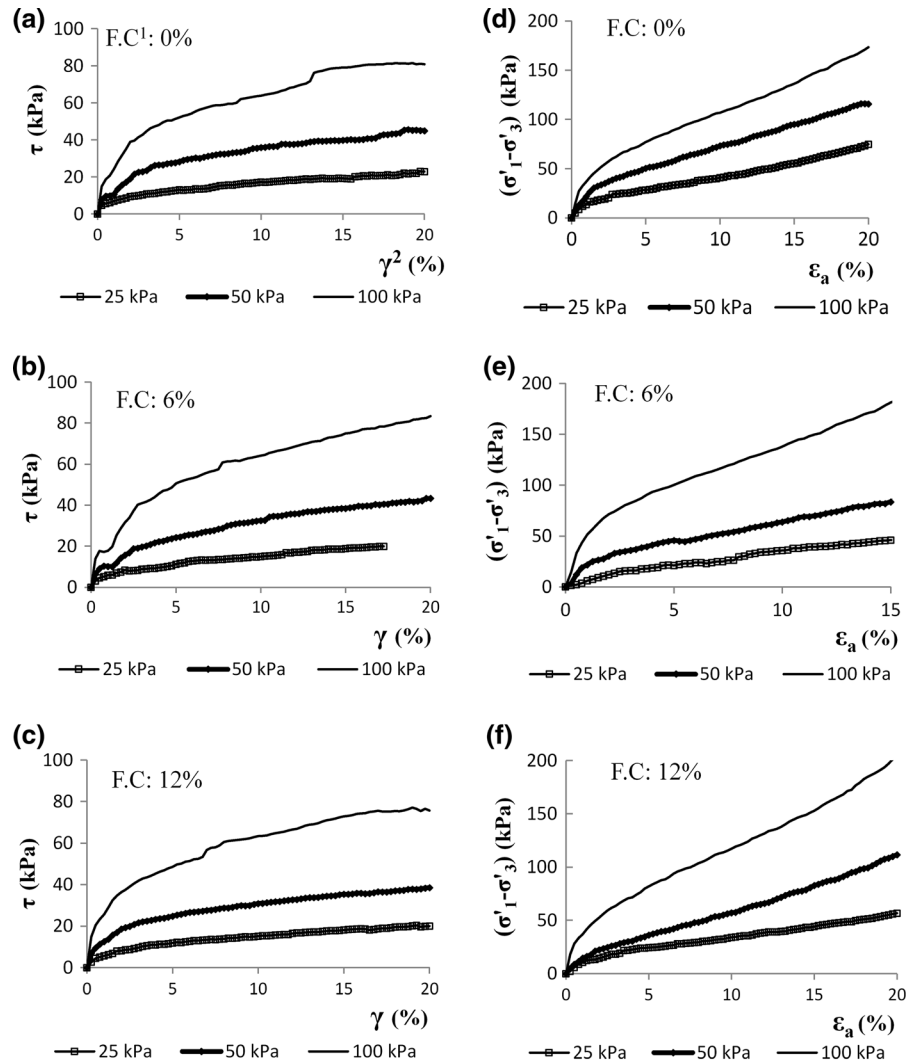 (a)
F.C¹: 0%
τ (kPa)
100
80
60
40
20
0
0 5 10 15 20
γ² (%)
25 kPa 50 kPa 100 kPa
(d)
F.C: 0%
(σ'₁-σ'₃) (kPa)
200
150
100
50
0
0 5 10 15 20
εₐ (%)
25 kPa 50 kPa 100 kPa
(b)
F.C: 6%
τ (kPa)
100
80
60
40
20
0
0 5 10 15 20
γ (%)
25 kPa 50 kPa 100 kPa
(e)
F.C: 6%
(σ'₁-σ'₃) (kPa)
200
150
100
50
0
0 5 10 15
εₐ (%)
25 kPa 50 kPa 100 kPa
(c)
F.C: 12%
τ (kPa)
100
80
60
40
20
0
0 5 10 15 20
γ (%)
25 kPa 50 kPa 100 kPa
(f)
F.C: 12%
(σ'₁-σ'₃) (kPa)
200
150
100
50
0
0 5 10 15 20
εₐ (%)
25 kPa 50 kPa 100 kPa